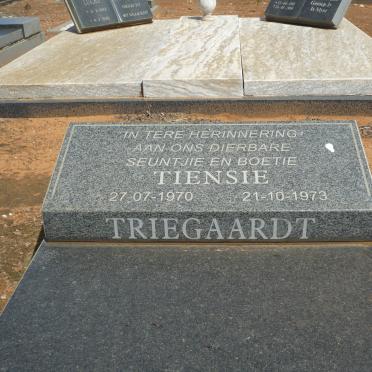 IN TERE HERINNERING
AAN ONS DIERBARE
SEUNTJIE EN BOETIE
TIENSIE
27-07-1970 21-10-1973
TRIEGAARDT